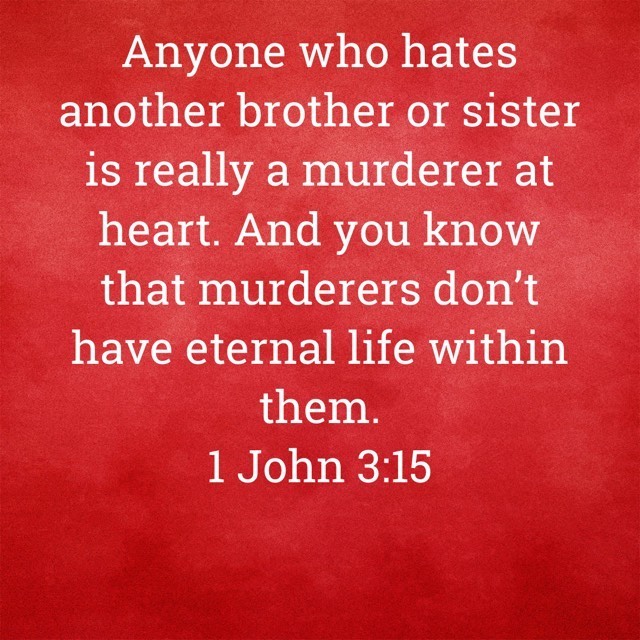 Anyone who hates
another brother or sister
is really a murderer at
heart. And you know
that murderers don’t
have eternal life within
them.
1 John 3:15